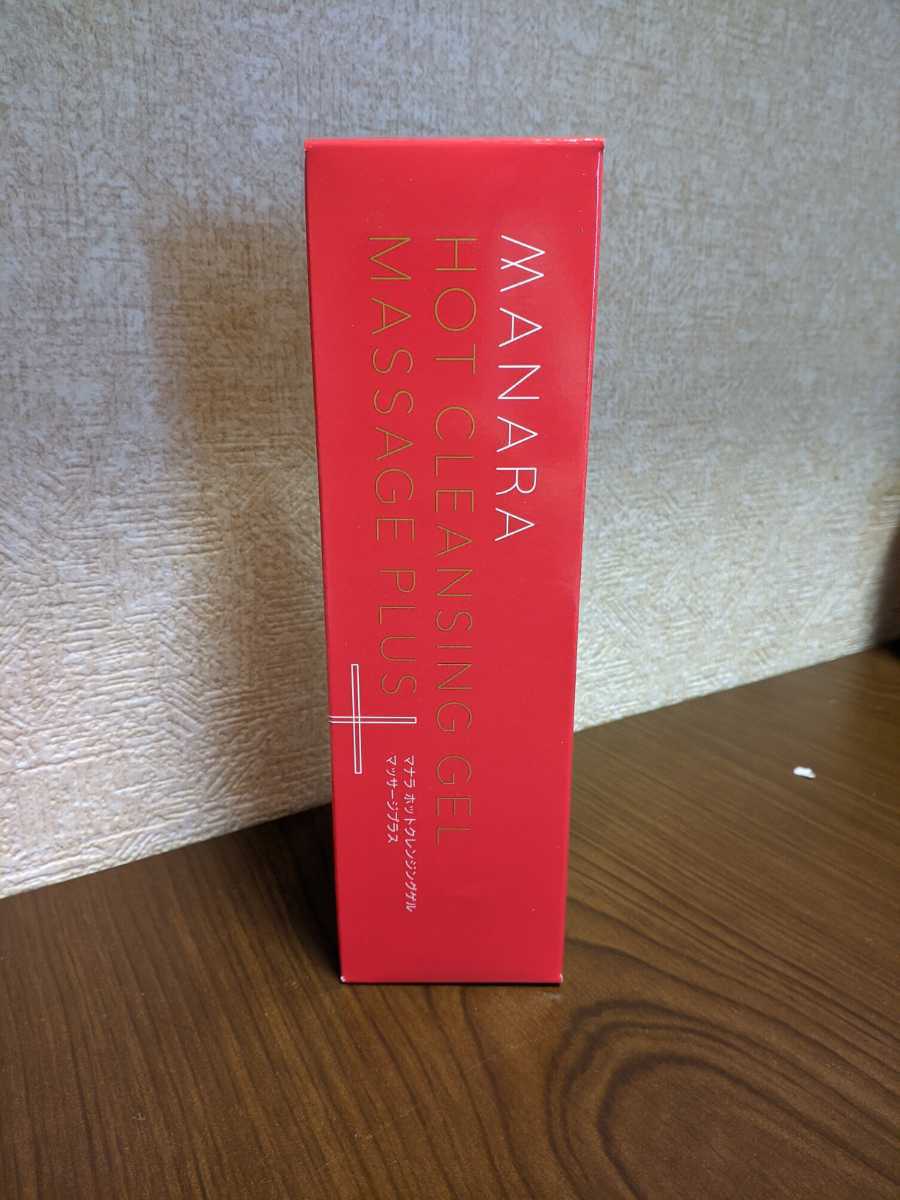 MANARA
HOT CLEANSING GEL
MASSAGE PLUS
マナラ ホットクレンジングゲル
マッサージプラス